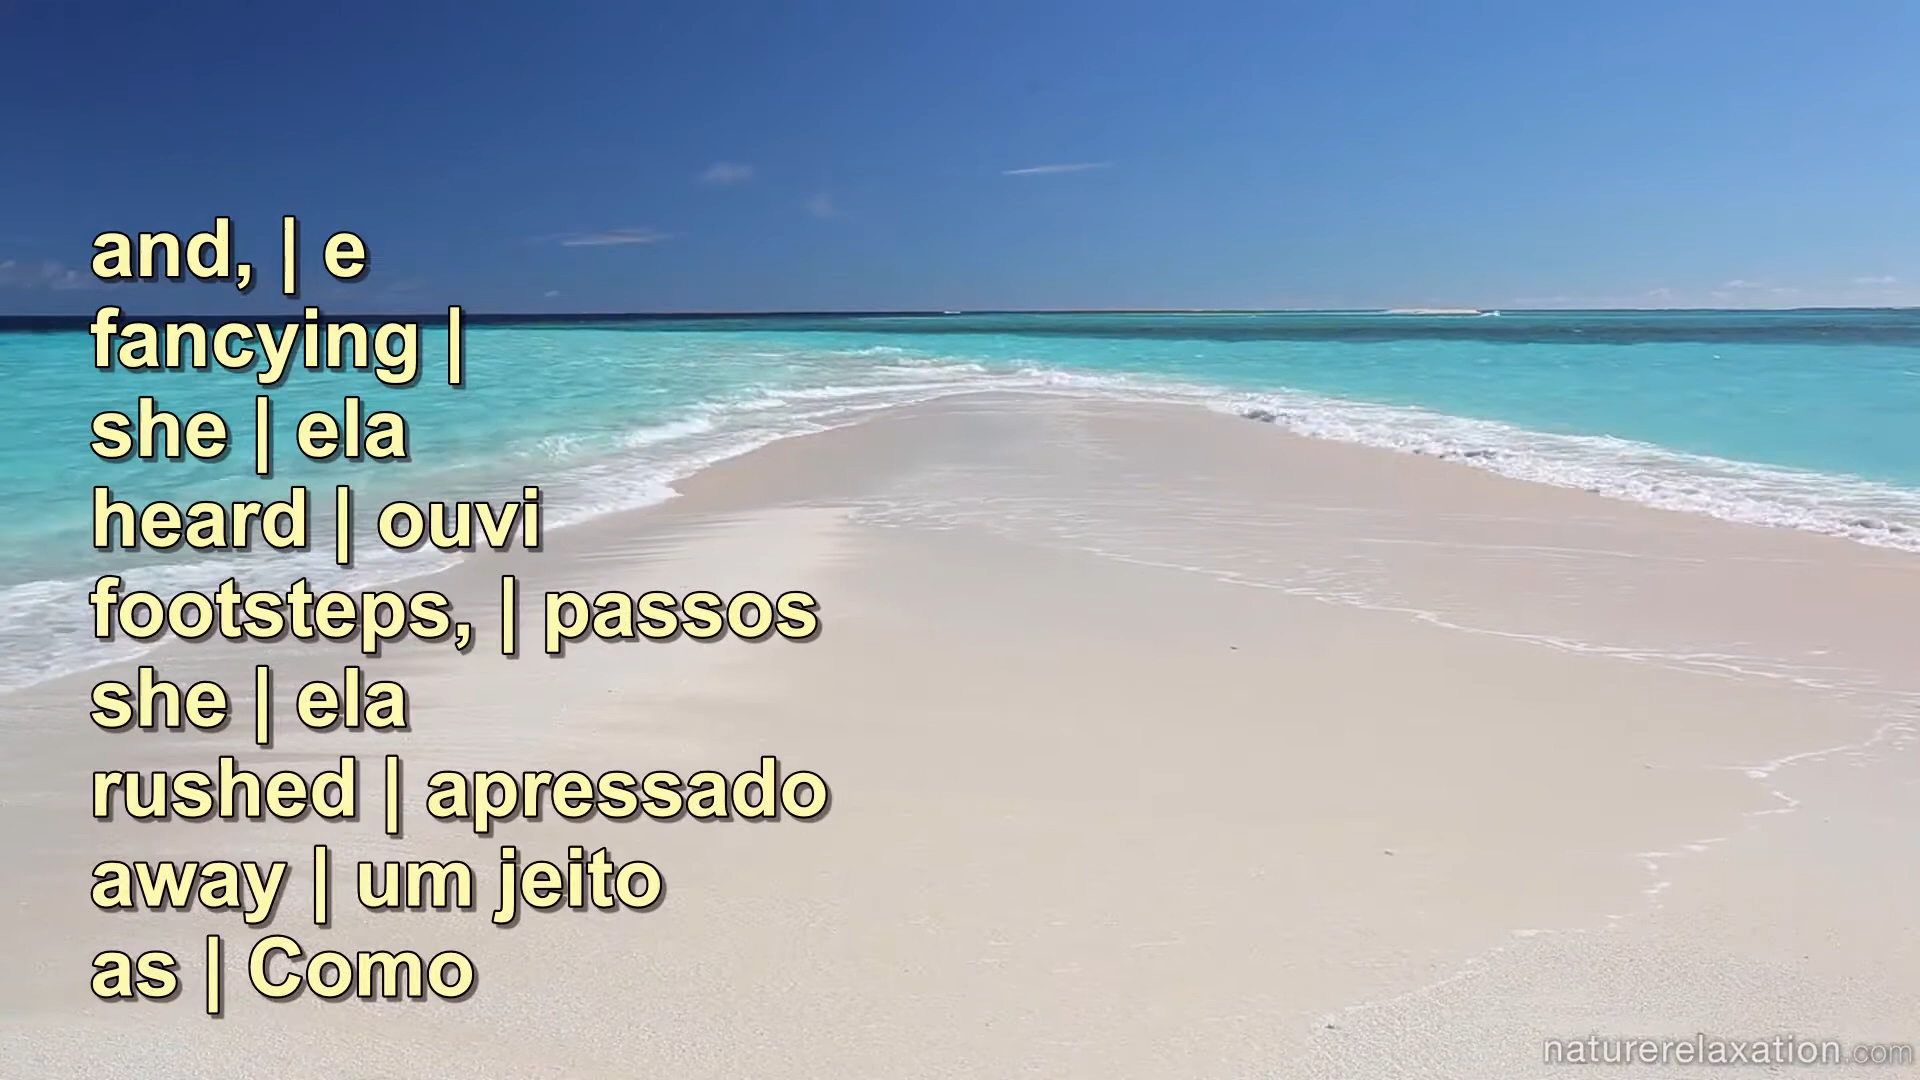 and, | e
fancying |
she | ela
heard | ouvi
footsteps, | passos
she | ela
rushed | apressado
away | um jeito
as | Como
naturerelaxation.com